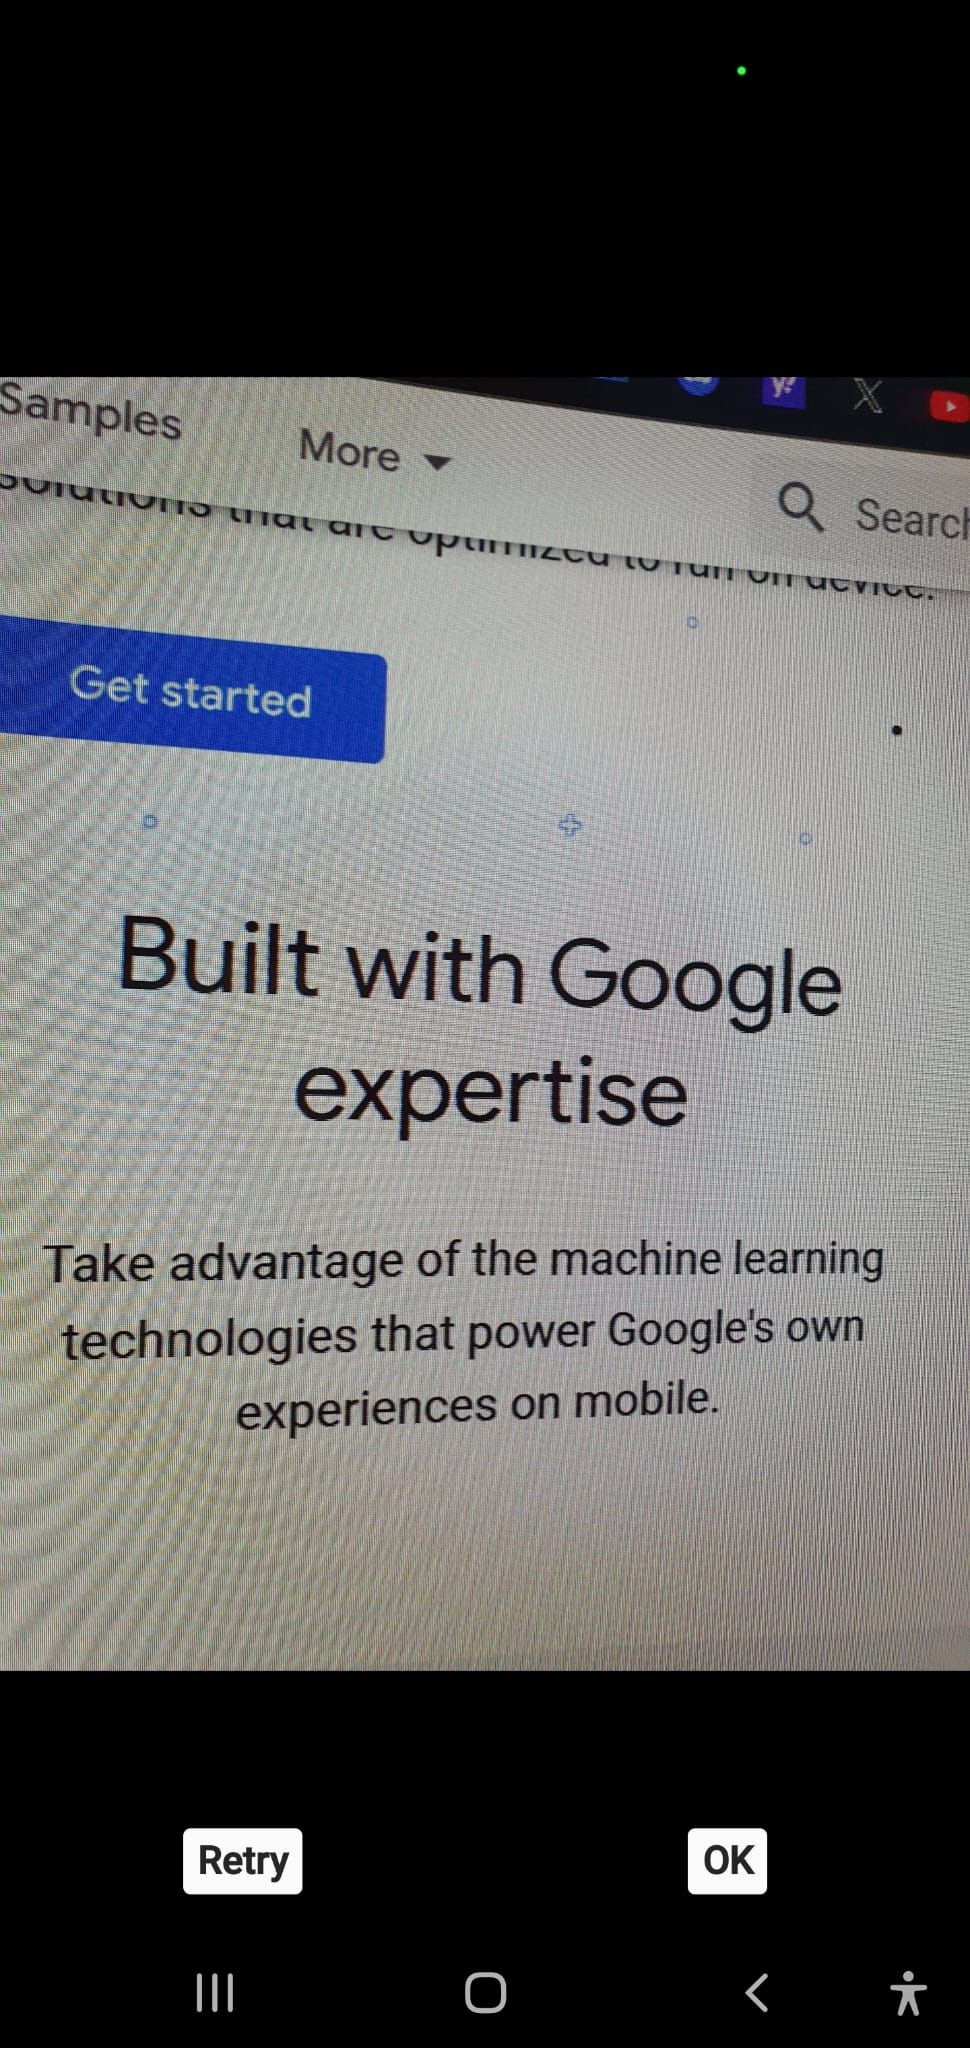 Samples
More
Search
solutions that are optimized to run on device.
Get started
Built with Google
expertise
Take advantage of the machine learning
technologies that power Google's own
experiences on mobile.
Retry
OK